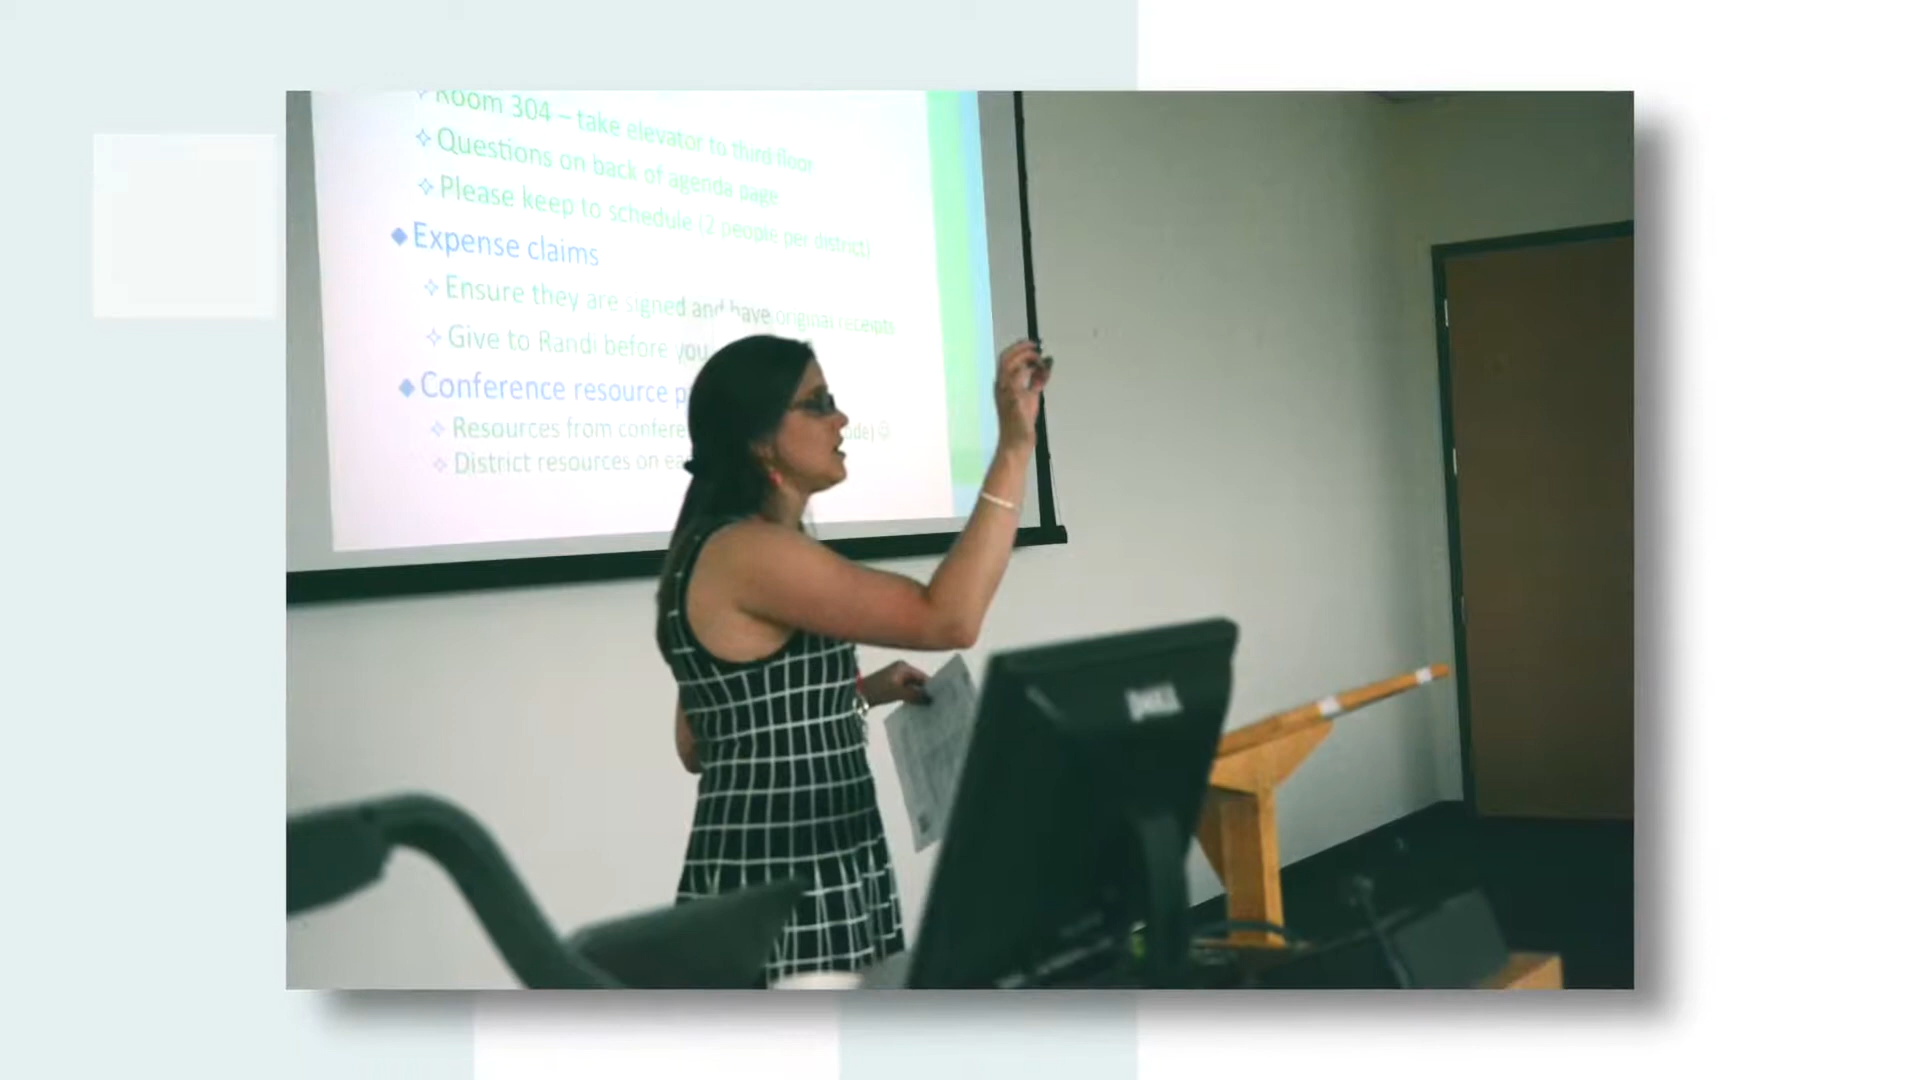 Room 304 – take elevator to third floor
Questions on back of agenda page
Please keep to schedule (2 people per district)
Expense claims
Ensure they are signed and have original receipts
Give to Randi before you
Conference resource
Resources from
District resources on
DELL